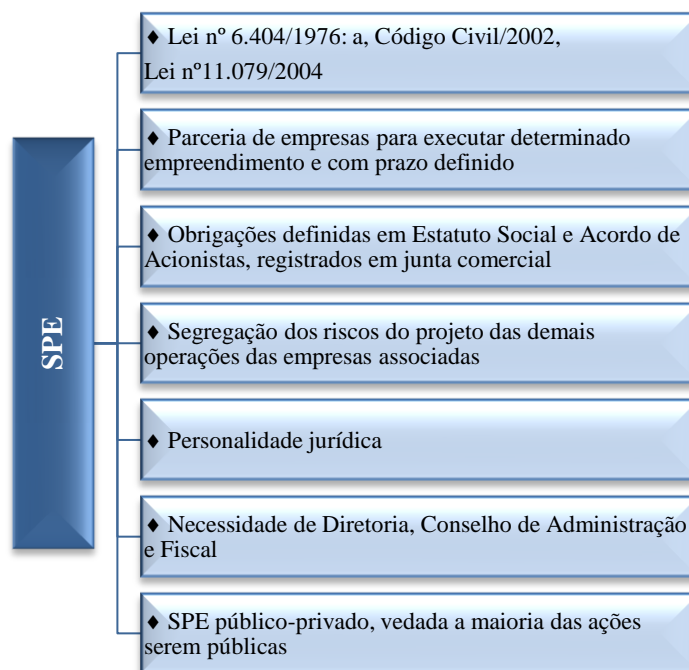 SPE
♦ Lei nº 6.404/1976: a, Código Civil/2002,
Lei nº11.079/2004
♦ Parceria de empresas para executar determinado
empreendimento e com prazo definido
♦ Obrigações definidas em Estatuto Social e Acordo de
Acionistas, registrados em junta comercial
♦ Segregação dos riscos do projeto das demais
operações das empresas associadas
♦ Personalidade jurídica
♦ Necessidade de Diretoria, Conselho de Administração
e Fiscal
♦ SPE público-privado, vedada a maioria das ações
serem públicas